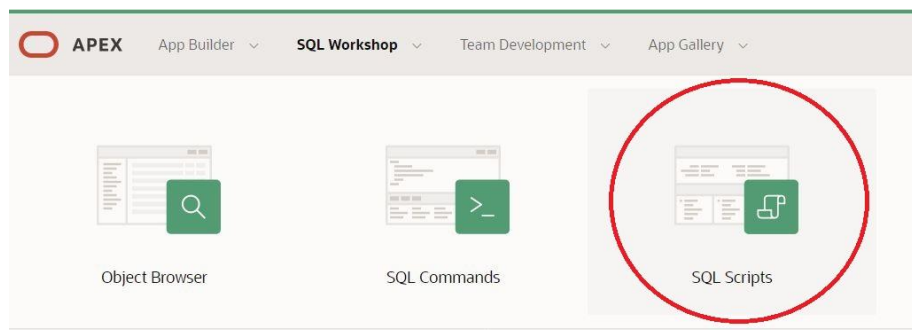 APEX App Builder SQL Workshop Team Development App Gallery
>_
Object Browser SQL Commands SQL Scripts